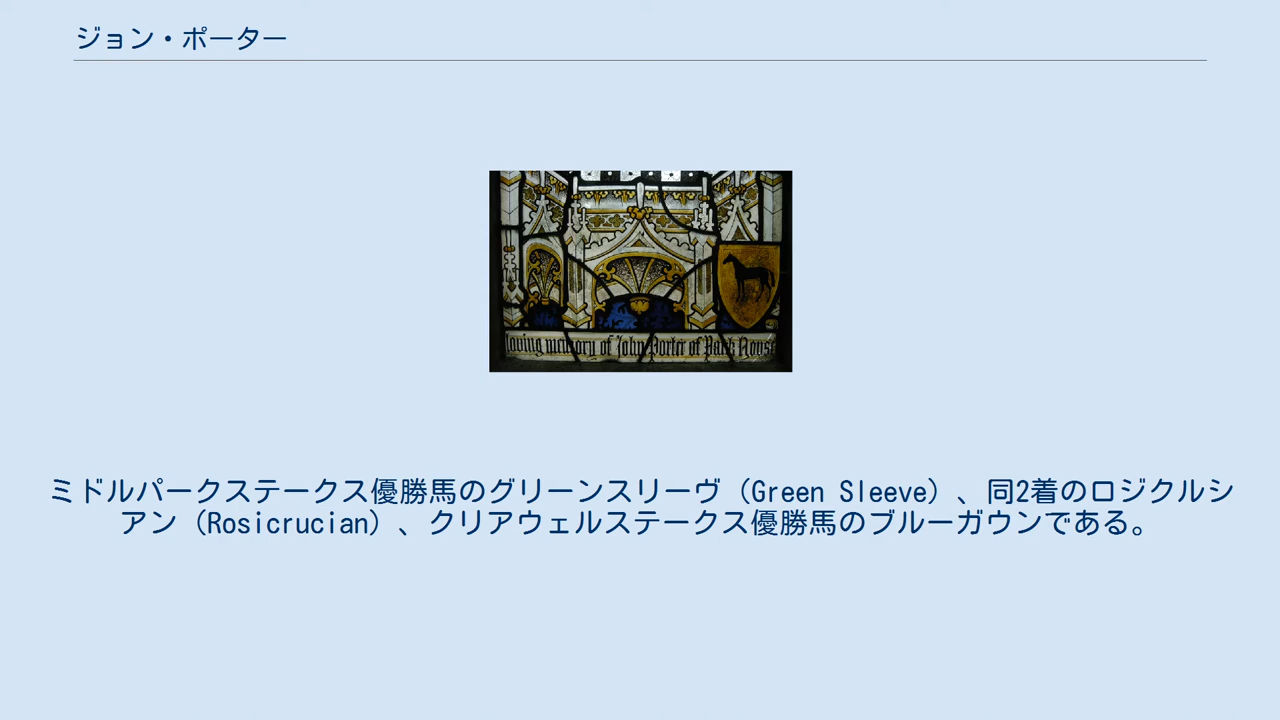 ジョン・ポーター
loving memory of John Porter of Park House
ミドルパークステークス優勝馬のグリーンスリーヴ（Green Sleeve）、同2着のロジクルシ
アン（Rosicrucian）、クリアウェルステークス優勝馬のブルーガウンである。